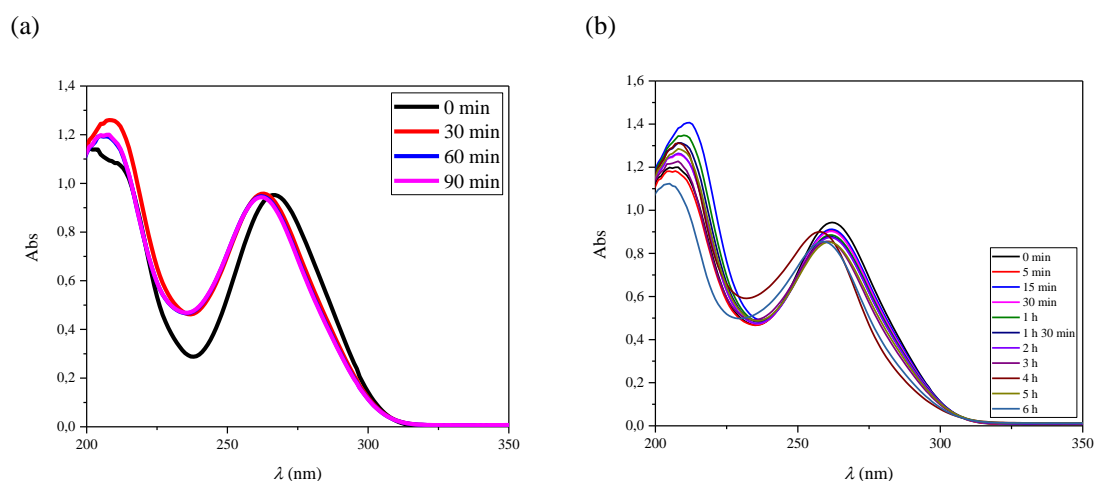 (a)
(b)
1,4
1,2
1,0
0,8
0,6
0,4
0,2
0,0
Abs
200
250
300
350
λ (nm)
0 min
30 min
60 min
90 min
1,6
1,4
1,2
1,0
0,8
0,6
0,4
0,2
0,0
Abs
200
250
300
350
λ (nm)
0 min
5 min
15 min
30 min
1 h
1 h 30 min
2 h
3 h
4 h
5 h
6 h